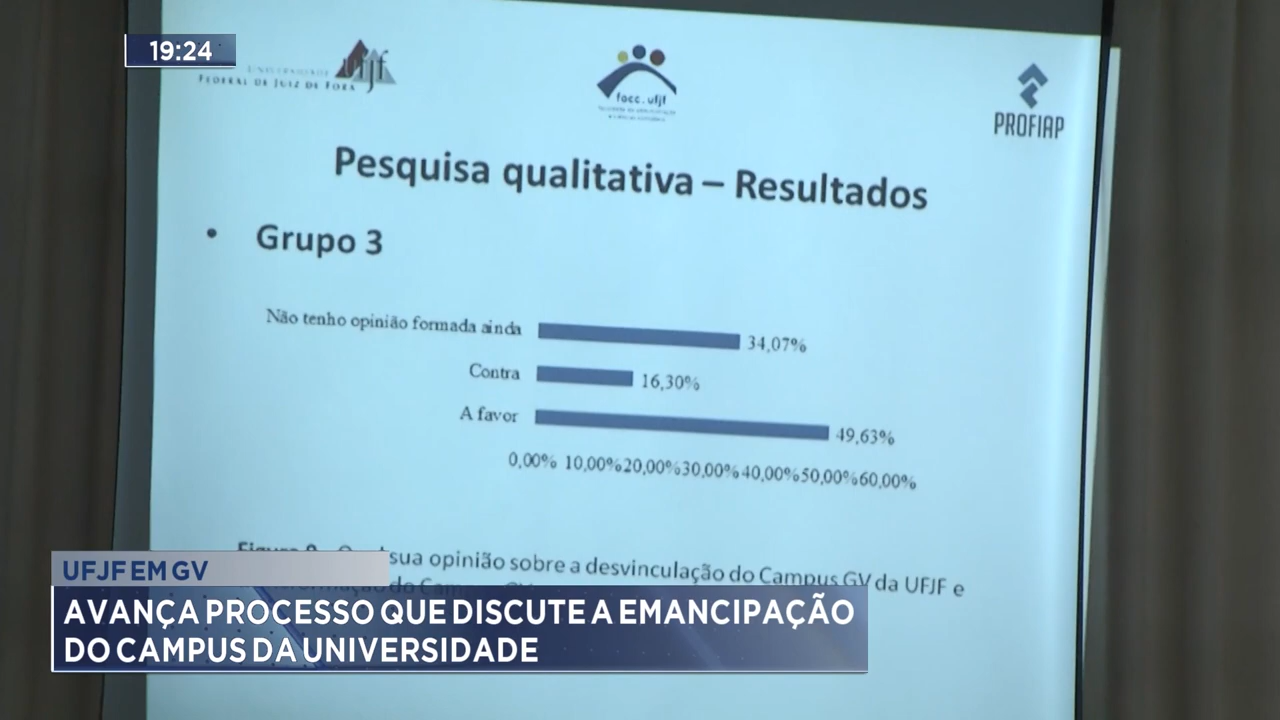 19:24
UNIVERSIDADE
FEDERAL DE JUIZ DE FORA
ufjf
facc.ufjf
PROFIAP
Pesquisa qualitativa – Resultados
• Grupo 3
Não tenho opinião formada ainda
34,07%
Contra
16,30%
A favor
49,63%
0,00% 10,00% 20,00% 30,00% 40,00% 50,00% 60,00%
sua opinião sobre a desvinculação do Campus GV da UFJF e
UFJF EM GV
AVANÇA PROCESSO QUE DISCUTE A EMANCIPAÇÃO
DO CAMPUS DA UNIVERSIDADE